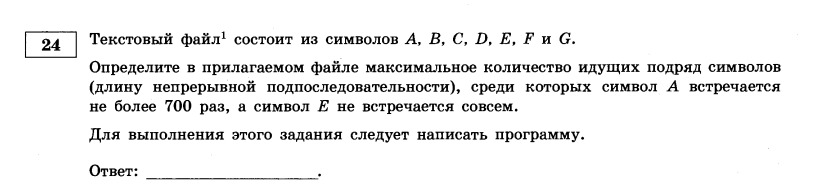 24
Текстовый файл¹ состоит из символов A, B, C, D, E, F и G.
Определите в прилагаемом файле максимальное количество идущих подряд символов
(длину непрерывной подпоследовательности), среди которых символ A встречается
не более 700 раз, а символ E не встречается совсем.
Для выполнения этого задания следует написать программу.
Ответ: ____________________.